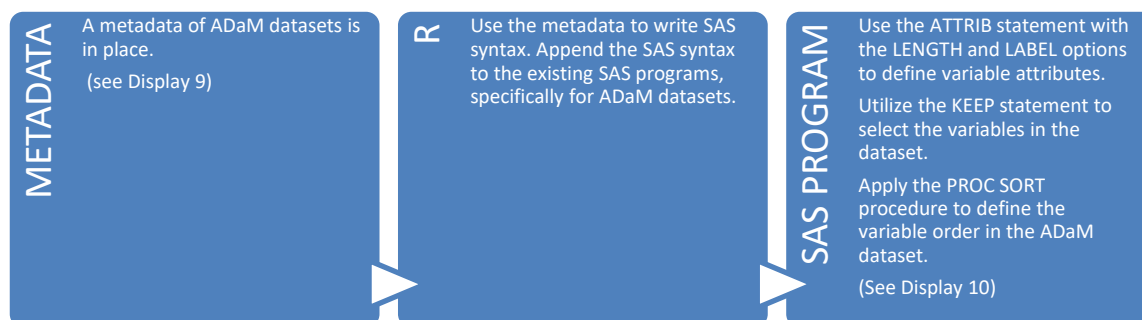 METADATA
A metadata of ADaM datasets is
in place.
(see Display 9)
R
Use the metadata to write SAS
syntax. Append the SAS syntax
to the existing SAS programs,
specifically for ADaM datasets.
SAS PROGRAM
Use the ATTRIB statement with
the LENGTH and LABEL options
to define variable attributes.
Utilize the KEEP statement to
select the variables in the
dataset.
Apply the PROC SORT
procedure to define the
variable order in the ADaM
dataset.
(See Display 10)